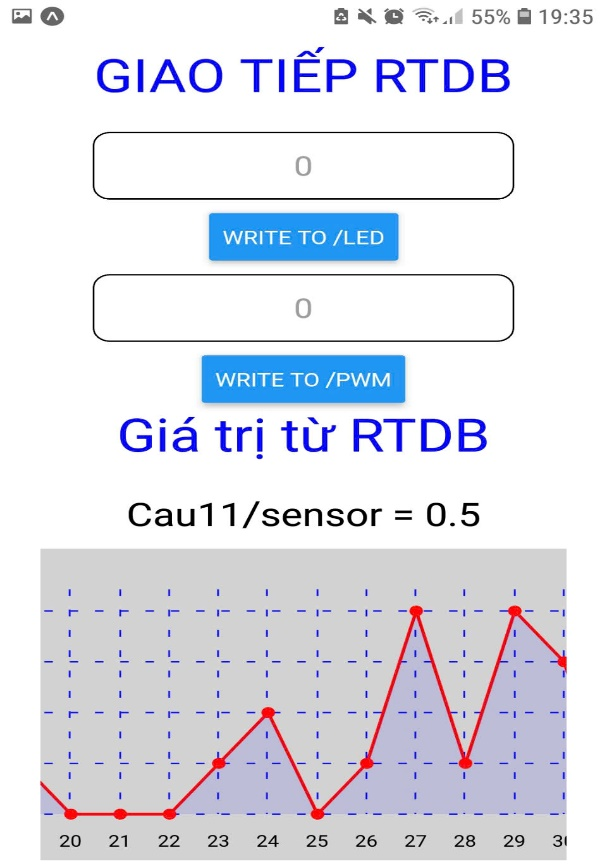 55% 19:35
GIAO TIẾP RTDB
0
WRITE TO /LED
0
WRITE TO /PWM
Giá trị từ RTDB
Cau11/sensor = 0.5
20 21 22 23 24 25 26 27 28 29 30